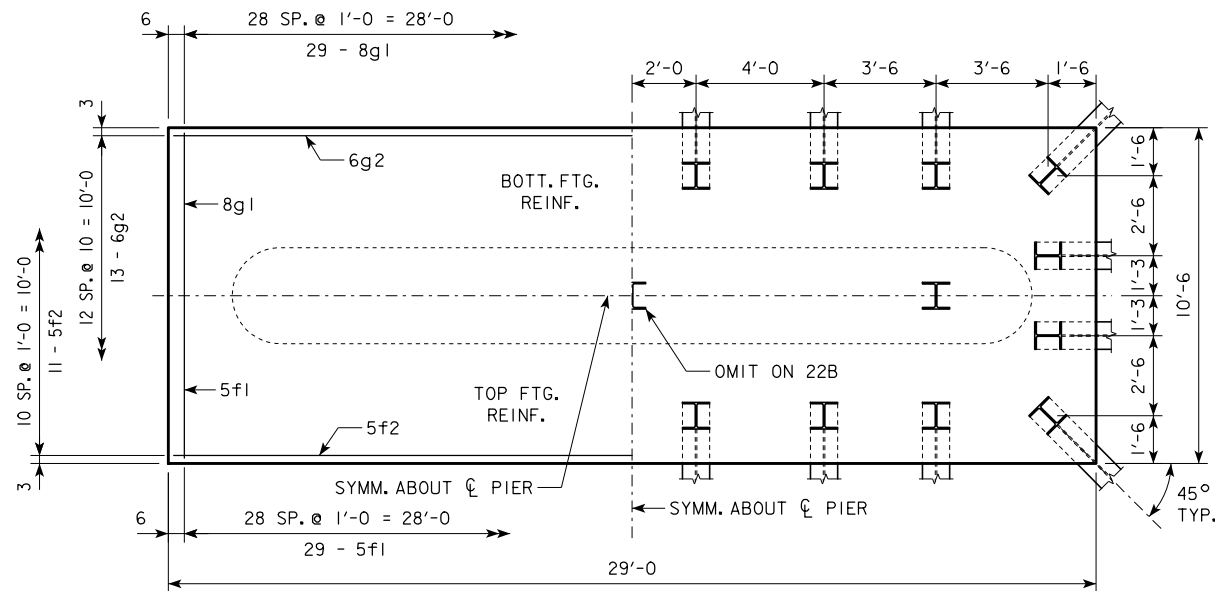 6
28 SP. @ 1'-0 = 28'-0
29 - 8g1
2'-0
4'-0
3'-6
3'-6
1'-6
3
12 SP. @ 10 = 10'-0
13 - 6g2
10 SP. @ 1'-0 = 10'-0
11 - 5f2
3
6g2
8g1
BOTT. FTG.
REINF.
1'-6
2'-6
1'-3
1'-3
2'-6
1'-6
10'-6
OMIT ON 22B
5f1
TOP FTG.
REINF.
5f2
SYMM. ABOUT ℄ PIER
SYMM. ABOUT ℄ PIER
45°
TYP.
6
28 SP. @ 1'-0 = 28'-0
29 - 5f1
29'-0